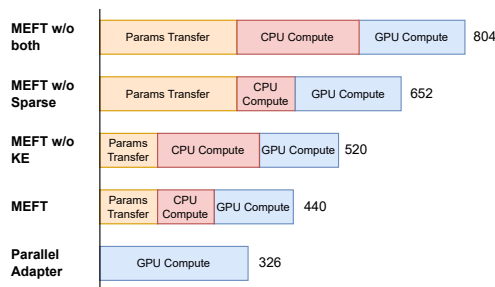 MEFT w/o
both
Params Transfer
CPU Compute
GPU Compute
804
MEFT w/o
Sparse
Params Transfer
CPU
Compute
GPU Compute
652
MEFT w/o
KE
Params
Transfer
CPU Compute
GPU Compute
520
MEFT
Params
Transfer
CPU
Compute
GPU Compute
440
Parallel
Adapter
GPU Compute
326